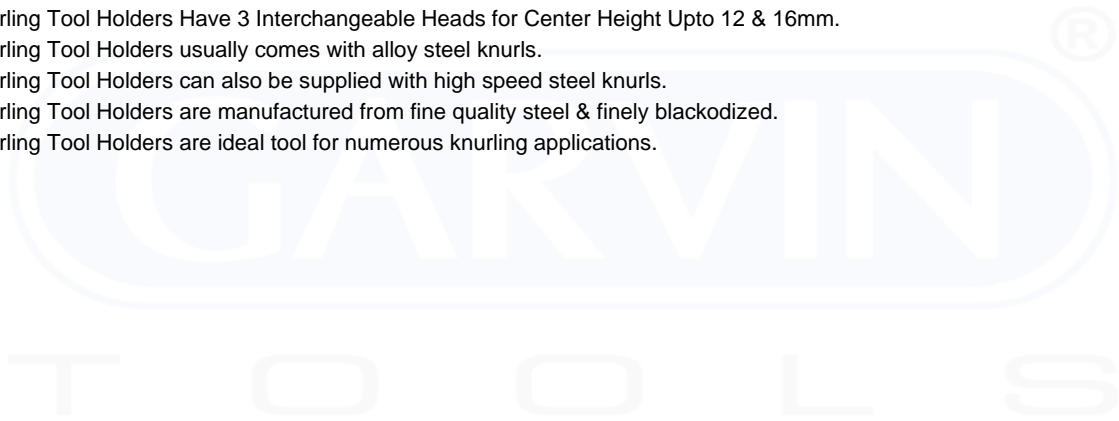 rling Tool Holders Have 3 Interchangeable Heads for Center Height Upto 12 & 16mm.
rling Tool Holders usually comes with alloy steel knurls.
rling Tool Holders can also be supplied with high speed steel knurls.
rling Tool Holders are manufactured from fine quality steel & finely blackodized.
rling Tool Holders are ideal tool for numerous knurling applications.
GARVIN ®
TOOLS